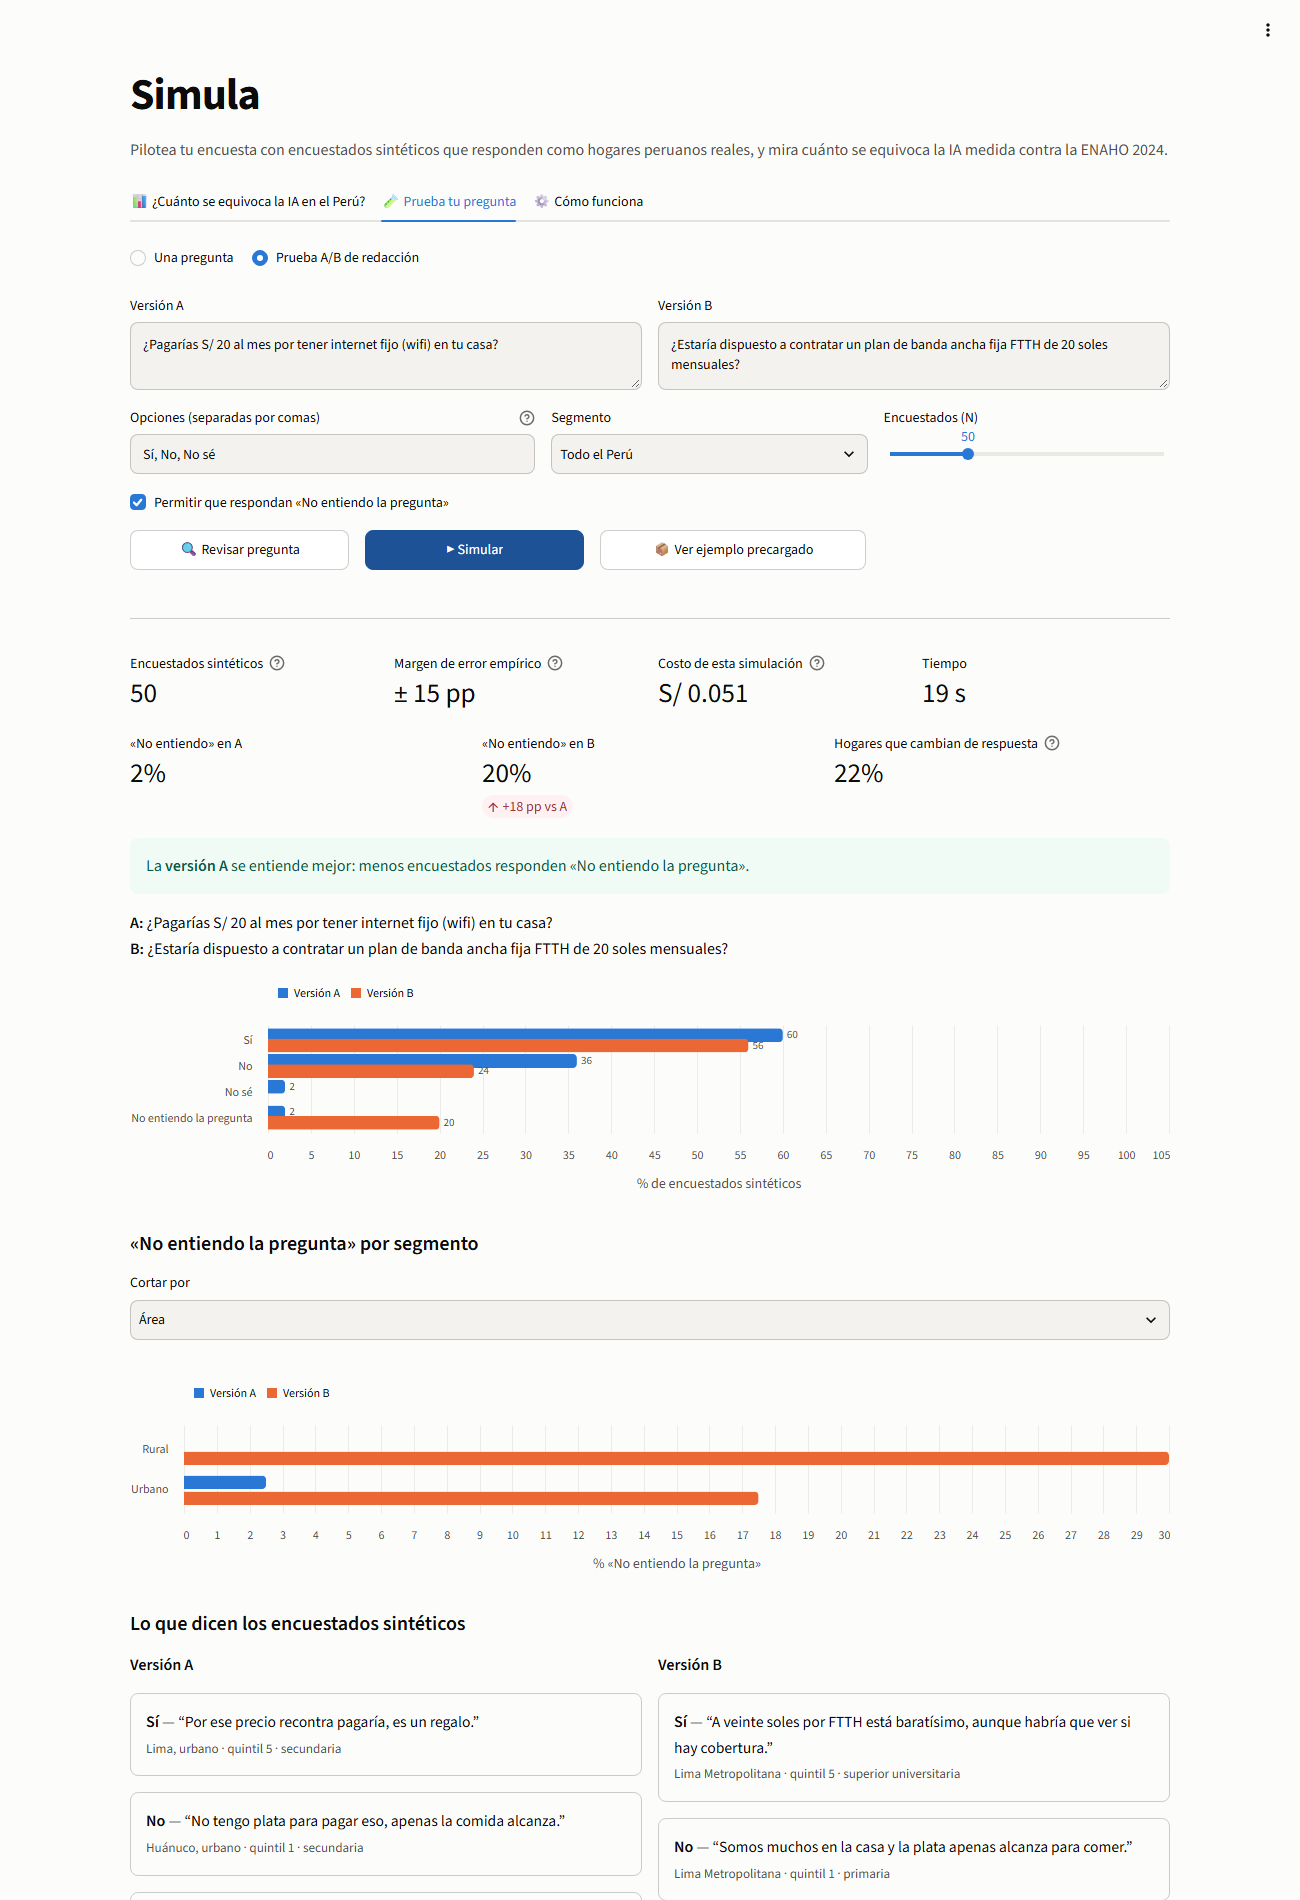 Simula
Pilotea tu encuesta con encuestados sintéticos que responden como hogares peruanos reales, y mira cuánto se equivoca la IA medida contra la ENAHO 2024.
¿Cuánto se equivoca la IA en el Perú?
Prueba tu pregunta
Cómo funciona
Una pregunta
Prueba A/B de redacción
Versión A
Versión B
¿Pagarías S/ 20 al mes por tener internet fijo (wifi) en tu casa?
¿Estaría dispuesto a contratar un plan de banda ancha fija FTTH de 20 soles
mensuales?
Opciones (separadas por comas)
Segmento
Encuestados (N)
50
Sí, No, No sé
Todo el Perú
Permitir que respondan «No entiendo la pregunta»
Revisar pregunta
Simular
Ver ejemplo precargado
Encuestados sintéticos
Margen de error empírico
Costo de esta simulación
Tiempo
50
± 15 pp
S/ 0.051
19 s
«No entiendo» en A
«No entiendo» en B
Hogares que cambian de respuesta
2%
20%
22%
↑ +18 pp vs A
La versión A se entiende mejor: menos encuestados responden «No entiendo la pregunta».
A: ¿Pagarías S/ 20 al mes por tener internet fijo (wifi) en tu casa?
B: ¿Estaría dispuesto a contratar un plan de banda ancha fija FTTH de 20 soles mensuales?
Versión A Versión B
Sí 60
56
No 36
24
No sé 2
No entiendo la pregunta 2
20
0 5 10 15 20 25 30 35 40 45 50 55 60 65 70 75 80 85 90 95 100 105
% de encuestados sintéticos
«No entiendo la pregunta» por segmento
Cortar por
Área
Versión A Versión B
Rural
Urbano
0 1 2 3 4 5 6 7 8 9 10 11 12 13 14 15 16 17 18 19 20 21 22 23 24 25 26 27 28 29 30
% «No entiendo la pregunta»
Lo que dicen los encuestados sintéticos
Versión A
Sí — “Por ese precio recontra pagaría, es un regalo.”
Lima, urbano · quintil 5 · secundaria
No — “No tengo plata para pagar eso, apenas la comida alcanza.”
Huánuco, urbano · quintil 1 · secundaria
Versión B
Sí — “A veinte soles por FTTH está baratísimo, aunque habría que ver si
hay cobertura.”
Lima Metropolitana · quintil 5 · superior universitaria
No — “Somos muchos en la casa y la plata apenas alcanza para comer.”
Lima Metropolitana · quintil 1 · primaria